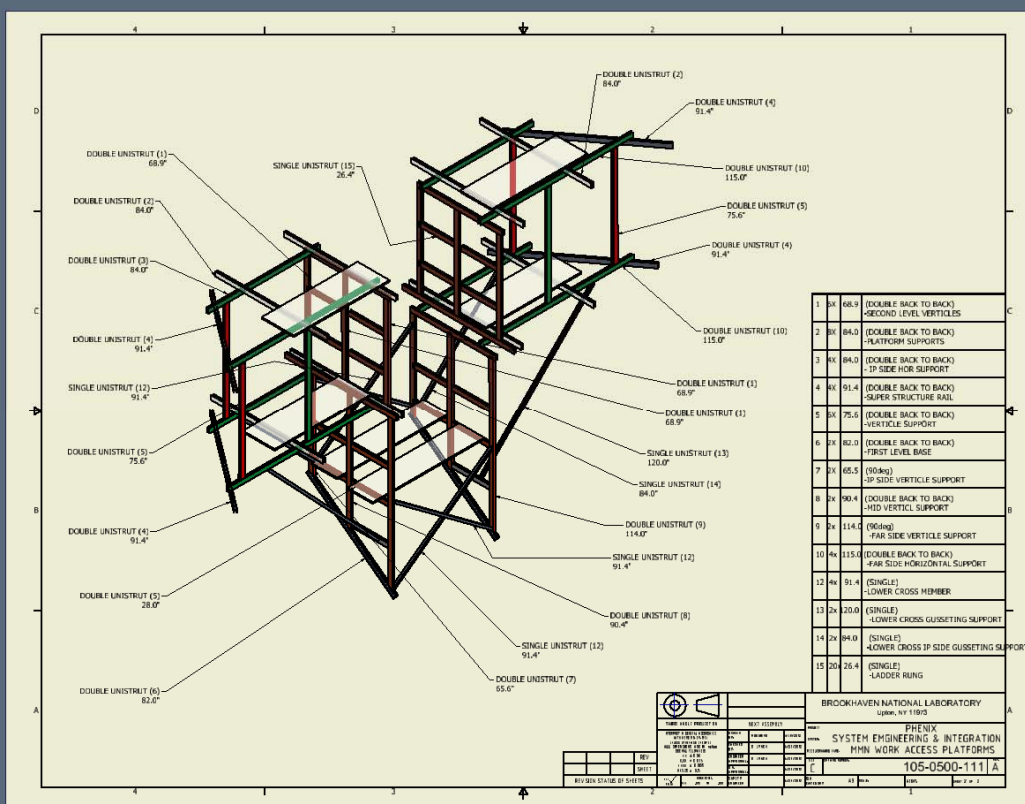 4
3
2
1
D
D
DOUBLE UNISTRUT (2)
84.0"
DOUBLE UNISTRUT (4)
91.4"
DOUBLE UNISTRUT (1)
68.9"
SINGLE UNISTRUT (15)
26.4"
DOUBLE UNISTRUT (10)
115.0"
DOUBLE UNISTRUT (2)
84.0"
DOUBLE UNISTRUT (5)
75.6"
DOUBLE UNISTRUT (3)
84.0"
DOUBLE UNISTRUT (4)
91.4"
C
C
DOUBLE UNISTRUT (4)
91.4"
DOUBLE UNISTRUT (10)
115.0"
SINGLE UNISTRUT (12)
91.4"
DOUBLE UNISTRUT (1)
68.9"
DOUBLE UNISTRUT (1)
68.9"
DOUBLE UNISTRUT (5)
75.6"
SINGLE UNISTRUT (13)
120.0"
SINGLE UNISTRUT (14)
84.0"
B
B
DOUBLE UNISTRUT (4)
91.4"
DOUBLE UNISTRUT (9)
114.0"
SINGLE UNISTRUT (12)
91.4"
DOUBLE UNISTRUT (5)
28.0"
DOUBLE UNISTRUT (8)
90.4"
SINGLE UNISTRUT (12)
91.4"
DOUBLE UNISTRUT (7)
65.6"
DOUBLE UNISTRUT (6)
82.0"
A
A
1 6X 68.9 (DOUBLE BACK TO BACK)
-SECOND LEVEL VERTICLES
2 8X 84.0 (DOUBLE BACK TO BACK)
-PLATFORM SUPPORTS
3 4X 84.0 (DOUBLE BACK TO BACK)
- IP SIDE HOR SUPPORT
4 4X 91.4 (DOUBLE BACK TO BACK)
-SUPER STRUCTURE RAIL
5 6X 75.6 (DOUBLE BACK TO BACK)
-VERTICLE SUPPORT
6 2X 82.0 (DOUBLE BACK TO BACK)
-FIRST LEVEL BASE
7 2X 65.5 (90deg)
-IP SIDE VERTICLE SUPPORT
8 2x 90.4 (DOUBLE BACK TO BACK)
-MID VERTICL SUPPORT
9 2x 114.0 (90deg)
-FAR SIDE VERTICLE SUPPORT
10 4x 115.0 (DOUBLE BACK TO BACK)
-FAR SIDE HORIZONTAL SUPPORT
12 4x 91.4 (SINGLE)
-LOWER CROSS MEMBER
13 2x 120.0 (SINGLE)
-LOWER CROSS GUSSETING SUPPORT
14 2x 84.0 (SINGLE)
-LOWER CROSS IP SIDE GUSSETING SUPPORT
15 20 26.4 (SINGLE)
-LADDER RUNG
THIRD ANGLE PROJECTION
NEXT ASSEMBLY
BROOKHAVEN NATIONAL LABORATORY
Upton, NY 11973
PHENIX
SYSTEM EMGINEERING & INTEGRATION
MMN WORK ACCESS PLATFORMS
C
105-0500-111
A
REV
SHEET
REVISION STATUS OF SHEETS
4
3
2
1